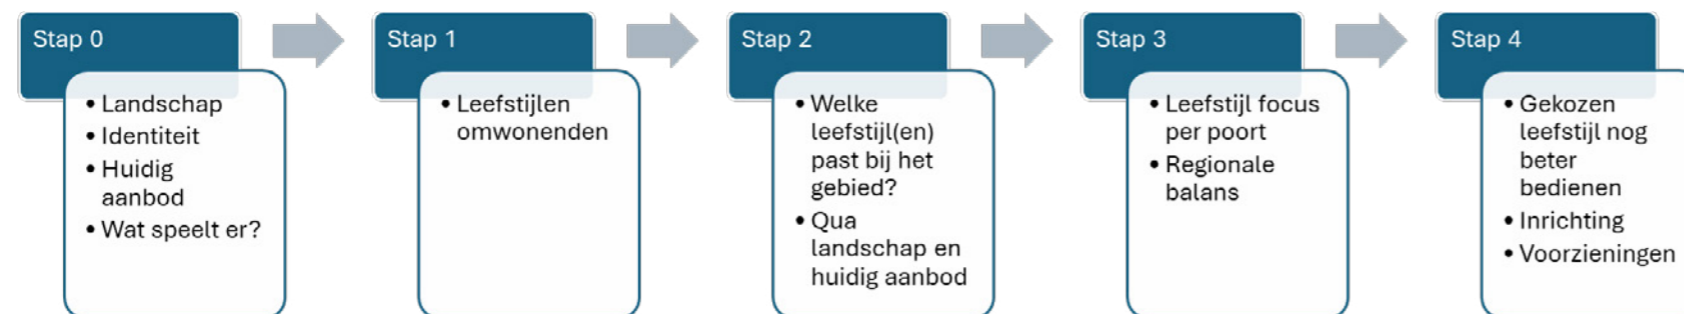 Stap 0
• Landschap
• Identiteit
• Huidig
aanbod
• Wat speelt er?
Stap 1
• Leefstijlen
omwonenden
Stap 2
• Welke
leefstijl(en)
past bij het
gebied?
• Qua
landschap en
huidig aanbod
Stap 3
• Leefstijl focus
per poort
• Regionale
balans
Stap 4
• Gekozen
leefstijl nog
beter
bedienen
• Inrichting
• Voorzieningen